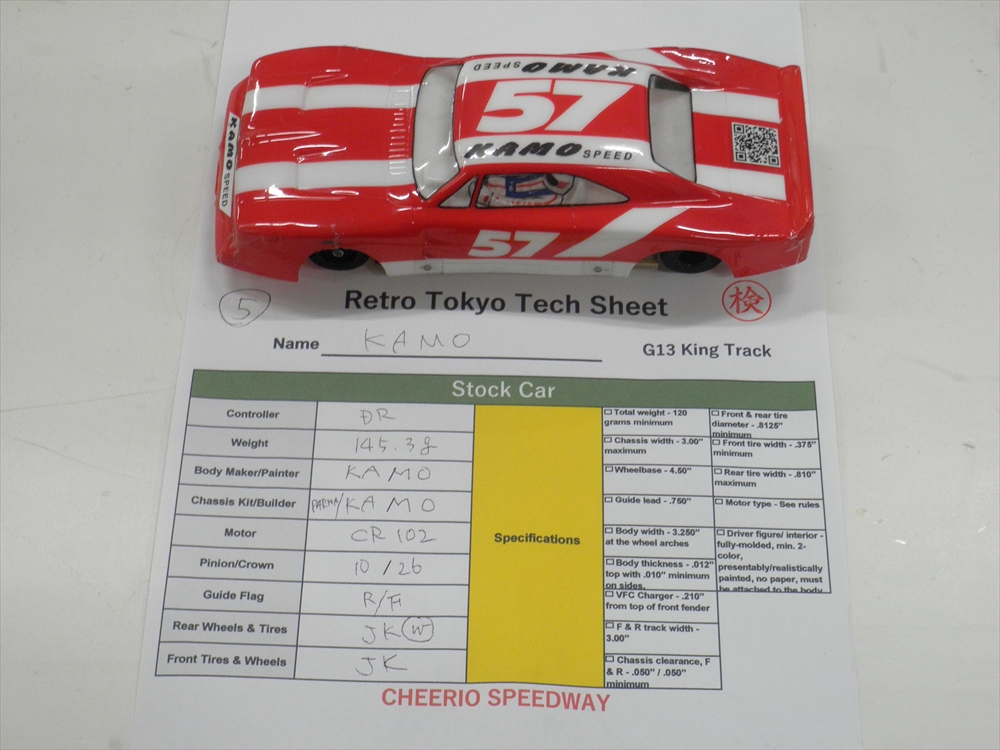 KAMO SPEED
57
KAMO SPEED
KAMO SPEED
57
5
Retro Tokyo Tech Sheet
検
Name KAMO
G13 King Track
Stock Car
Controller DR
Weight 145.3g
Body Maker/Painter KAMO
Chassis Kit/Builder PARMA/KAMO
Motor CR 102
Pinion/Crown 10/26
Guide Flag R/F
Rear Wheels & Tires JK W
Front Tires & Wheels JK
Specifications
Total weight - 120
grams minimum
Chassis width - 3.00"
maximum
Wheelbase - 4.50"
Guide lead - .750"
Body width - 3.250"
at the wheel arches
Body thickness - .012"
top with .010" minimum
on sides.
VFC Charger - .210"
from top of front fender
F & R track width -
3.00"
Chassis clearance, F
& R - .050" / .050"
minimum
Front & rear tire
diameter - .8125"
minimum
Front tire width - .375"
minimum
Rear tire width - .810"
maximum
Motor type - See rules
Driver figure/ interior -
fully-molded, min. 2-
color,
presentably/realistically
painted, no paper, must
be attached to the body
CHEERIO SPEEDWAY